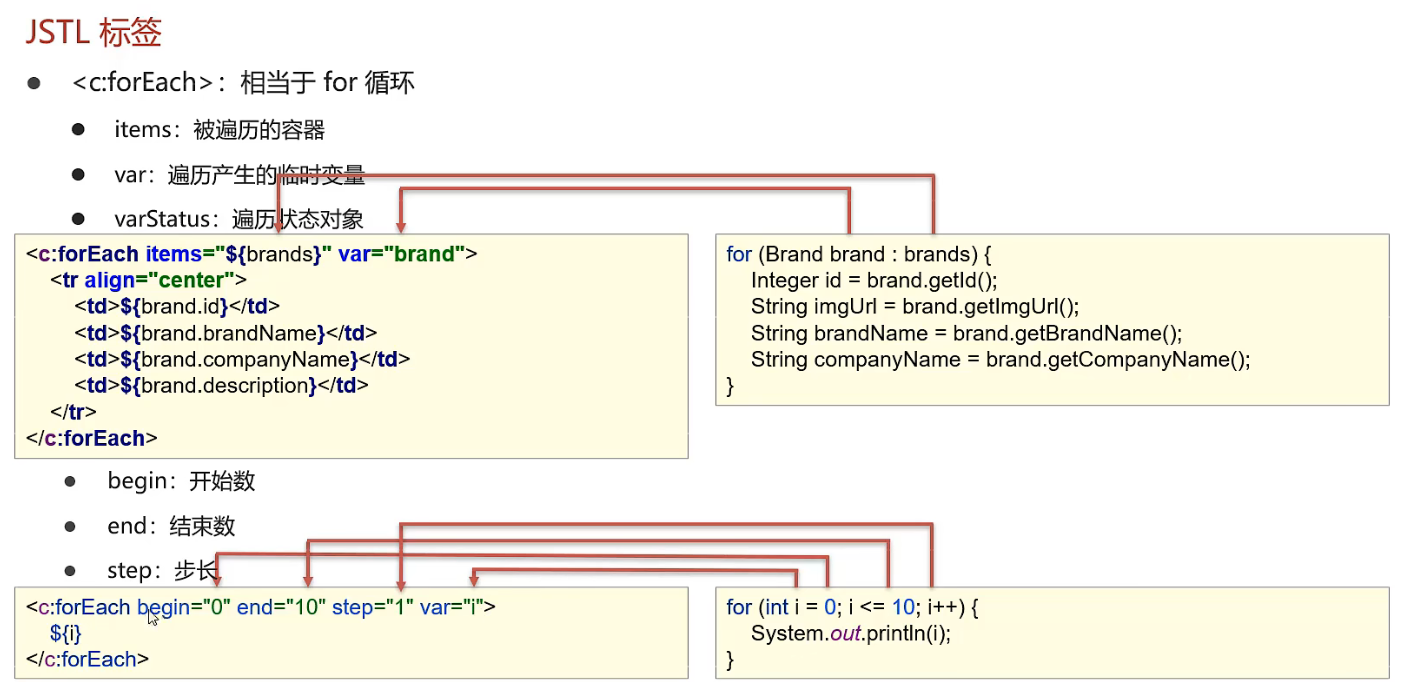 JSTL 标签
<c:forEach>：相当于 for 循环
items：被遍历的容器
var：遍历产生的临时变量
varStatus：遍历状态对象
<c:forEach items="${brands}" var="brand">
<tr align="center">
<td>${brand.id}</td>
<td>${brand.brandName}</td>
<td>${brand.companyName}</td>
<td>${brand.description}</td>
</tr>
</c:forEach>
for (Brand brand : brands) {
Integer id = brand.getId();
String imgUrl = brand.getImgUrl();
String brandName = brand.getBrandName();
String companyName = brand.getCompanyName();
}
begin：开始数
end：结束数
step：步长
<c:forEach begin="0" end="10" step="1" var="i">
${i}
</c:forEach>
for (int i = 0; i <= 10; i++) {
System.out.println(i);
}